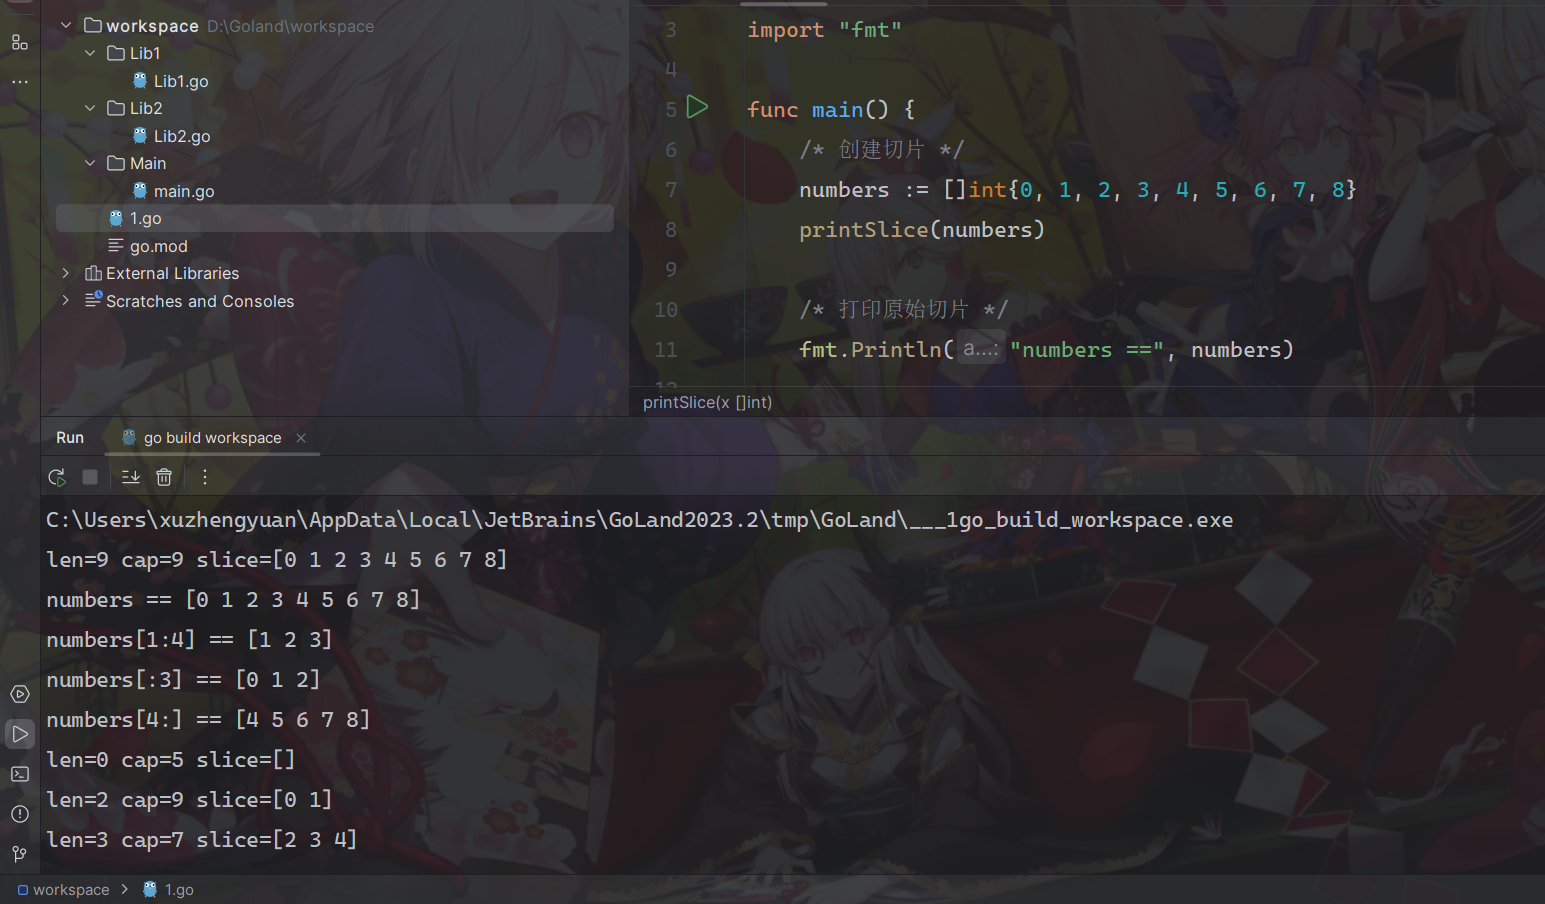 workspace D:\Goland\workspace
Lib1
Lib1.go
Lib2
Lib2.go
Main
main.go
1.go
go.mod
External Libraries
Scratches and Consoles
3 import "fmt"
4
5 func main() {
6 /* 创建切片 */
7 numbers := []int{0, 1, 2, 3, 4, 5, 6, 7, 8}
8 printSlice(numbers)
9
10 /* 打印原始切片 */
11 fmt.Println( a...: "numbers ==", numbers)
printSlice(x []int)
Run go build workspace
C:\Users\xuzhengyuan\AppData\Local\JetBrains\GoLand2023.2\tmp\GoLand\___1go_build_workspace.exe
len=9 cap=9 slice=[0 1 2 3 4 5 6 7 8]
numbers == [0 1 2 3 4 5 6 7 8]
numbers[1:4] == [1 2 3]
numbers[:3] == [0 1 2]
numbers[4:] == [4 5 6 7 8]
len=0 cap=5 slice=[]
len=2 cap=9 slice=[0 1]
len=3 cap=7 slice=[2 3 4]
workspace 1.go